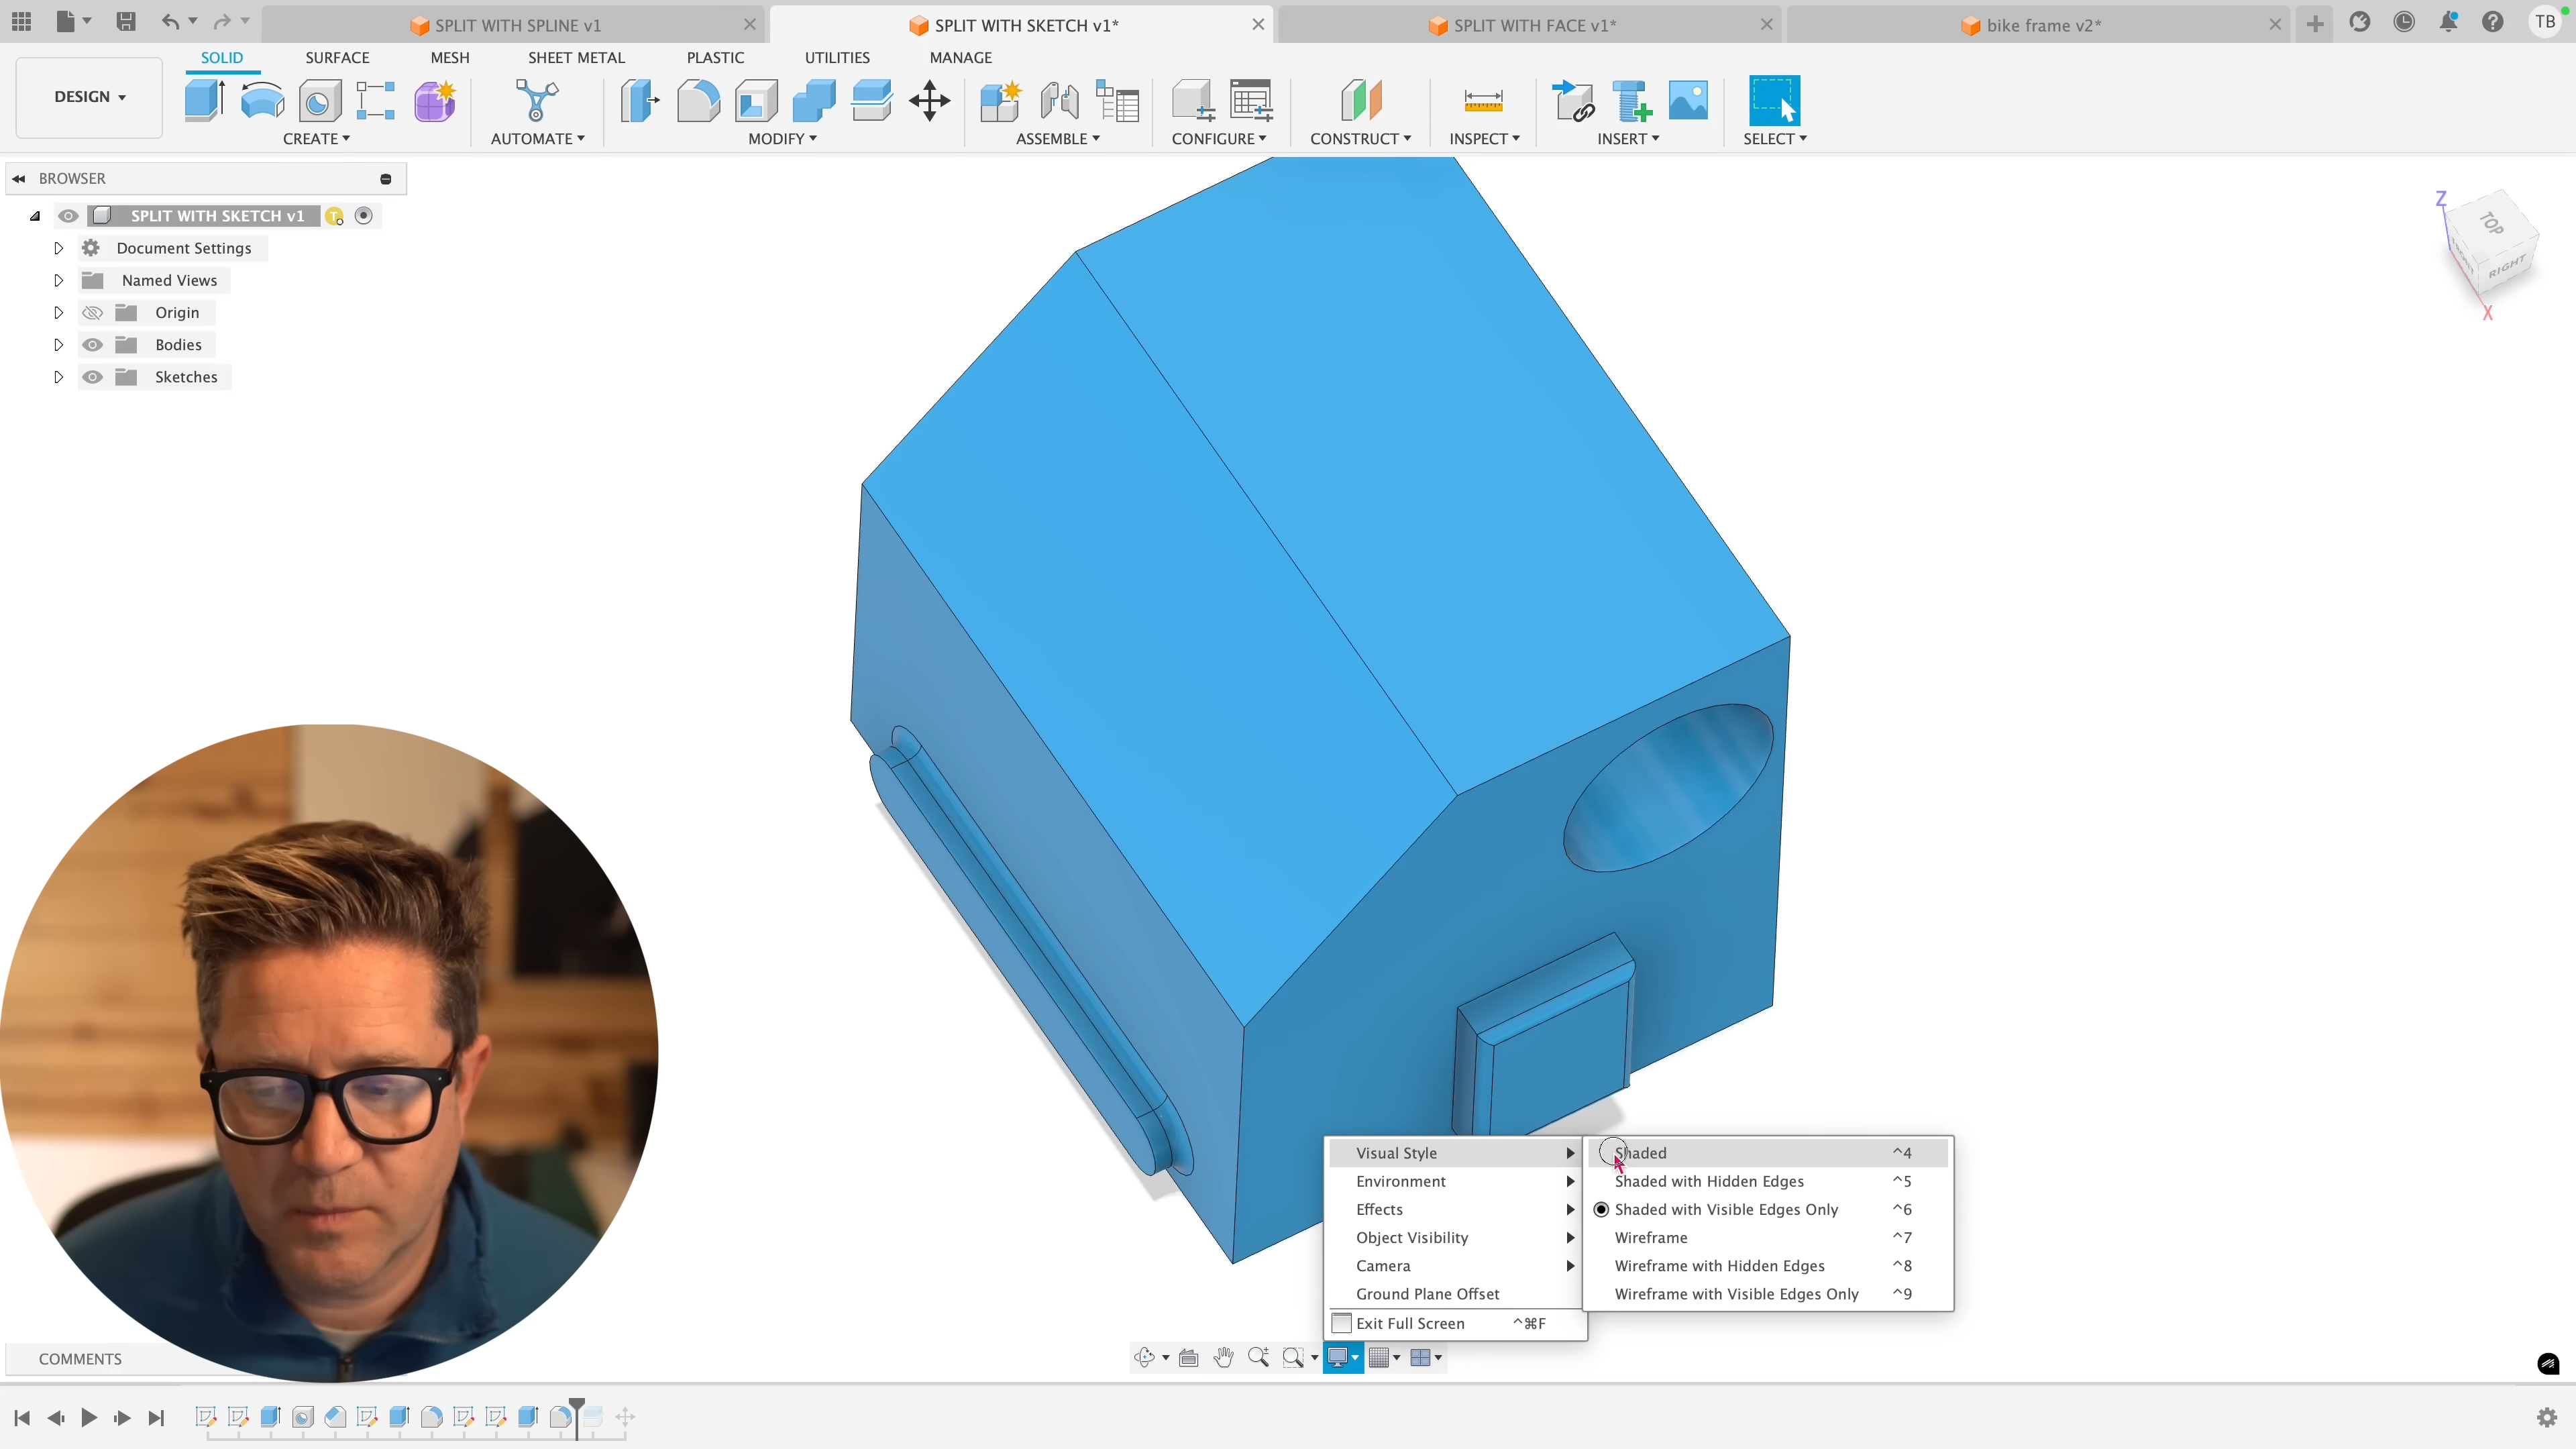 SPLIT WITH SPLINE v1
SPLIT WITH SKETCH v1*
SPLIT WITH FACE v1*
bike frame v2*
TB
DESIGN
SOLID
SURFACE
MESH
SHEET METAL
PLASTIC
UTILITIES
MANAGE
CREATE
AUTOMATE
MODIFY
ASSEMBLE
CONFIGURE
CONSTRUCT
INSPECT
INSERT
SELECT
BROWSER
SPLIT WITH SKETCH v1
Document Settings
Named Views
Origin
Bodies
Sketches
Z
TOP
FRONT
RIGHT
X
Visual Style
Environment
Effects
Object Visibility
Camera
Ground Plane Offset
Exit Full Screen ^⌘F
Shaded ^4
Shaded with Hidden Edges ^5
Shaded with Visible Edges Only ^6
Wireframe ^7
Wireframe with Hidden Edges ^8
Wireframe with Visible Edges Only ^9
COMMENTS